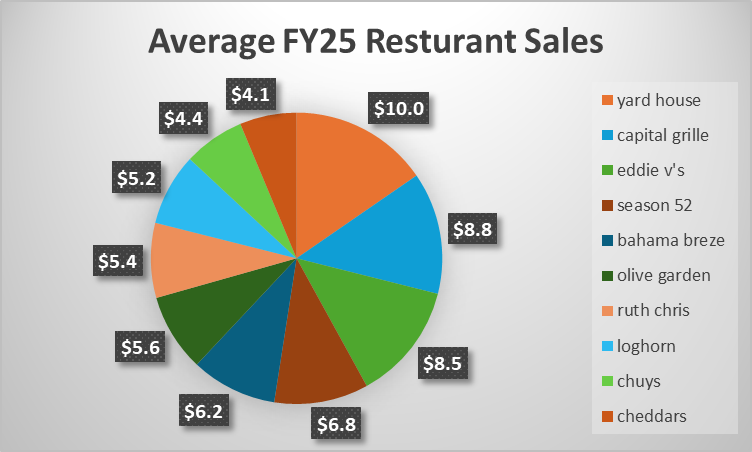 Average FY25 Resturant Sales
$10.0
$8.8
$8.5
$6.8
$6.2
$5.6
$5.4
$5.2
$4.4
$4.1
yard house
capital grille
eddie v's
season 52
bahama breze
olive garden
ruth chris
loghorn
chuys
cheddars